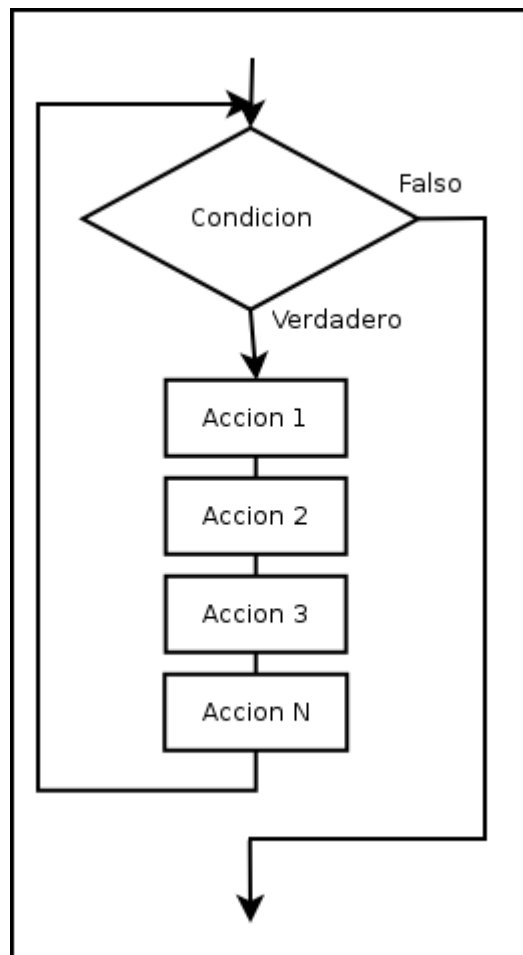 Condicion
Falso
Verdadero
Accion 1
Accion 2
Accion 3
Accion N